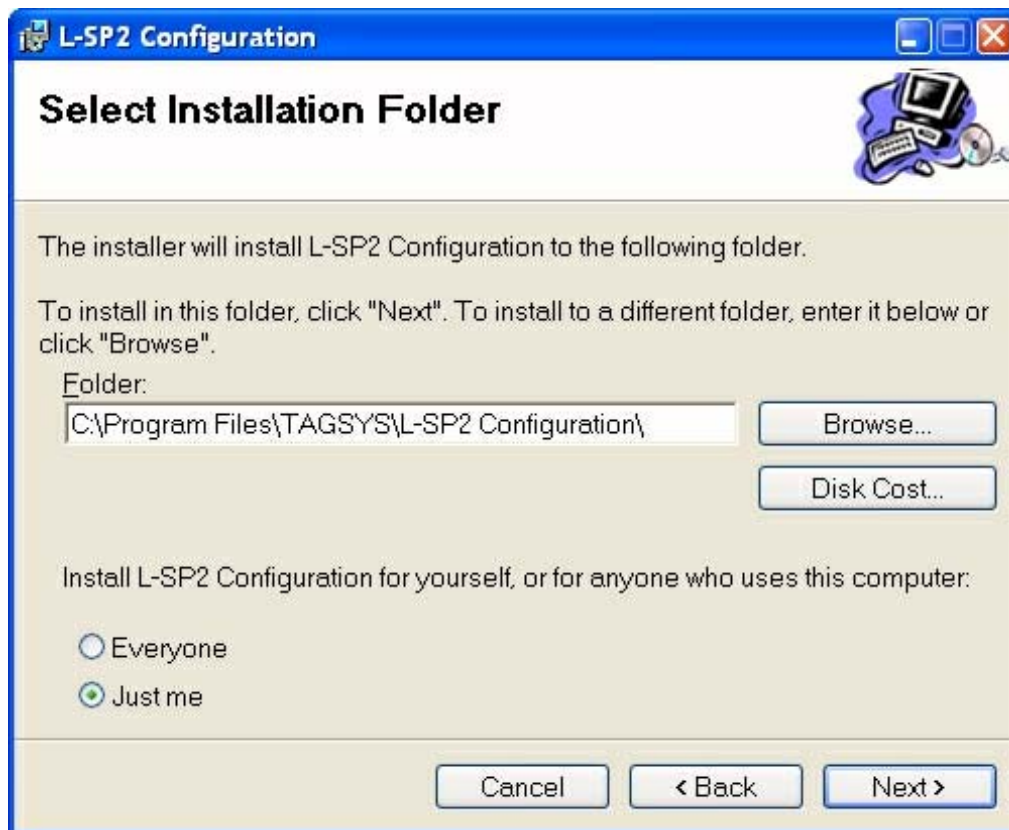 L-SP2 Configuration
Select Installation Folder
The installer will install L-SP2 Configuration to the following folder.
To install in this folder, click "Next". To install to a different folder, enter it below or
click "Browse".
Folder:
C:\Program Files\TAGSYS\L-SP2 Configuration\
Browse...
Disk Cost...
Install L-SP2 Configuration for yourself, or for anyone who uses this computer:
Everyone
Just me
Cancel
< Back
Next >